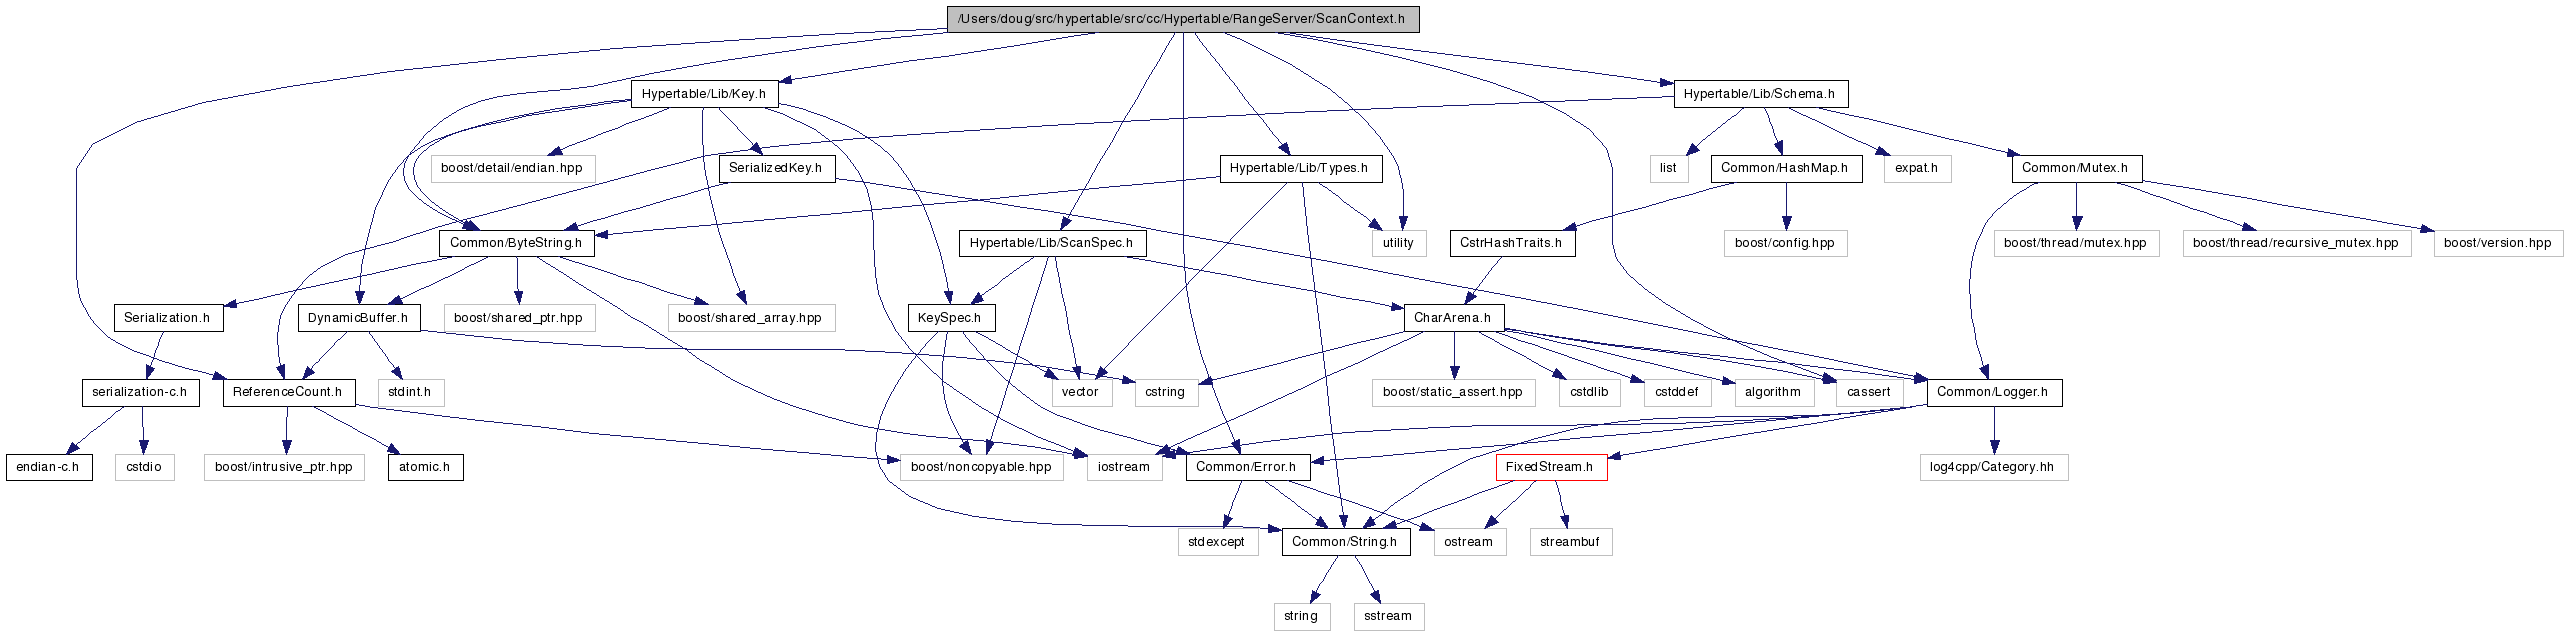 /Users/doug/src/hypertable/src/cc/Hypertable/RangeServer/ScanContext.h
Hypertable/Lib/Key.h
Hypertable/Lib/Schema.h
boost/detail/endian.hpp
SerializedKey.h
Hypertable/Lib/Types.h
list
Common/HashMap.h
expat.h
Common/Mutex.h
Common/ByteString.h
Hypertable/Lib/ScanSpec.h
utility
CstrHashTraits.h
boost/config.hpp
boost/thread/mutex.hpp
boost/thread/recursive_mutex.hpp
boost/version.hpp
Serialization.h
DynamicBuffer.h
boost/shared_ptr.hpp
boost/shared_array.hpp
KeySpec.h
CharArena.h
serialization-c.h
ReferenceCount.h
stdint.h
vector
cstring
boost/static_assert.hpp
cstdlib
cstddef
algorithm
cassert
Common/Logger.h
endian-c.h
cstdio
boost/intrusive_ptr.hpp
atomic.h
boost/noncopyable.hpp
iostream
Common/Error.h
FixedStream.h
log4cpp/Category.hh
stdexcept
Common/String.h
ostream
streambuf
string
sstream